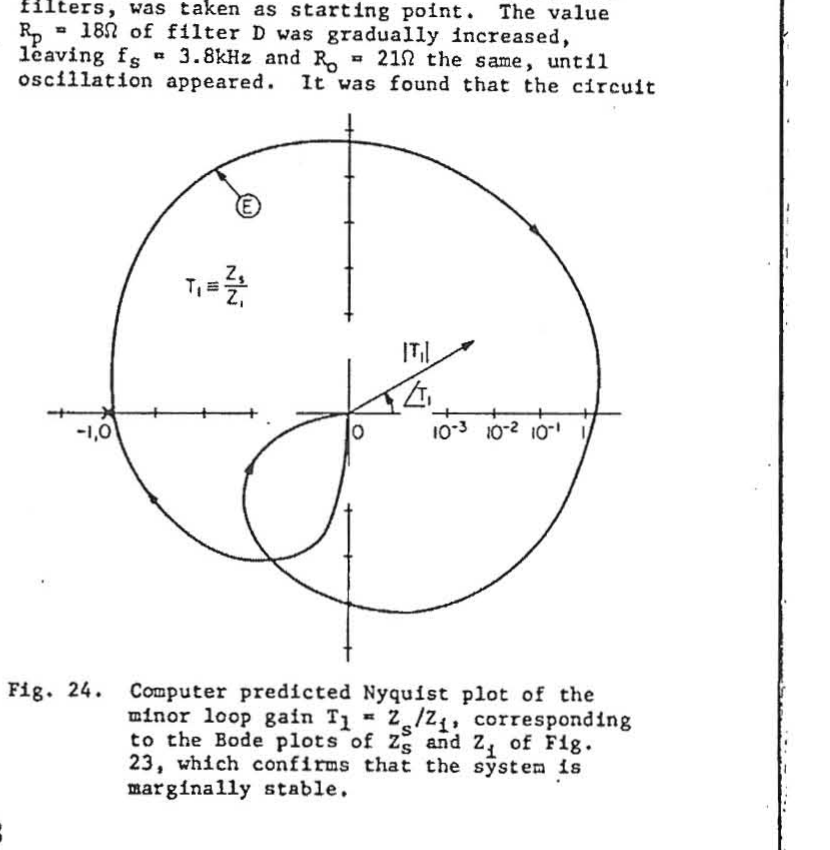 filters, was taken as starting point. The value
Rp = 18Ω of filter D was gradually increased,
leaving fs = 3.8kHz and Ro = 21Ω the same, until
oscillation appeared. It was found that the circuit
E
T₁ ≡ Zs/Z₁
|T₁|
∠T₁
-1,0
0
10⁻³ 10⁻² 10⁻¹ 1
Fig. 24. Computer predicted Nyquist plot of the
minor loop gain T1 = Zs/Zi, corresponding
to the Bode plots of Zs and Zi of Fig.
23, which confirms that the system is
marginally stable.